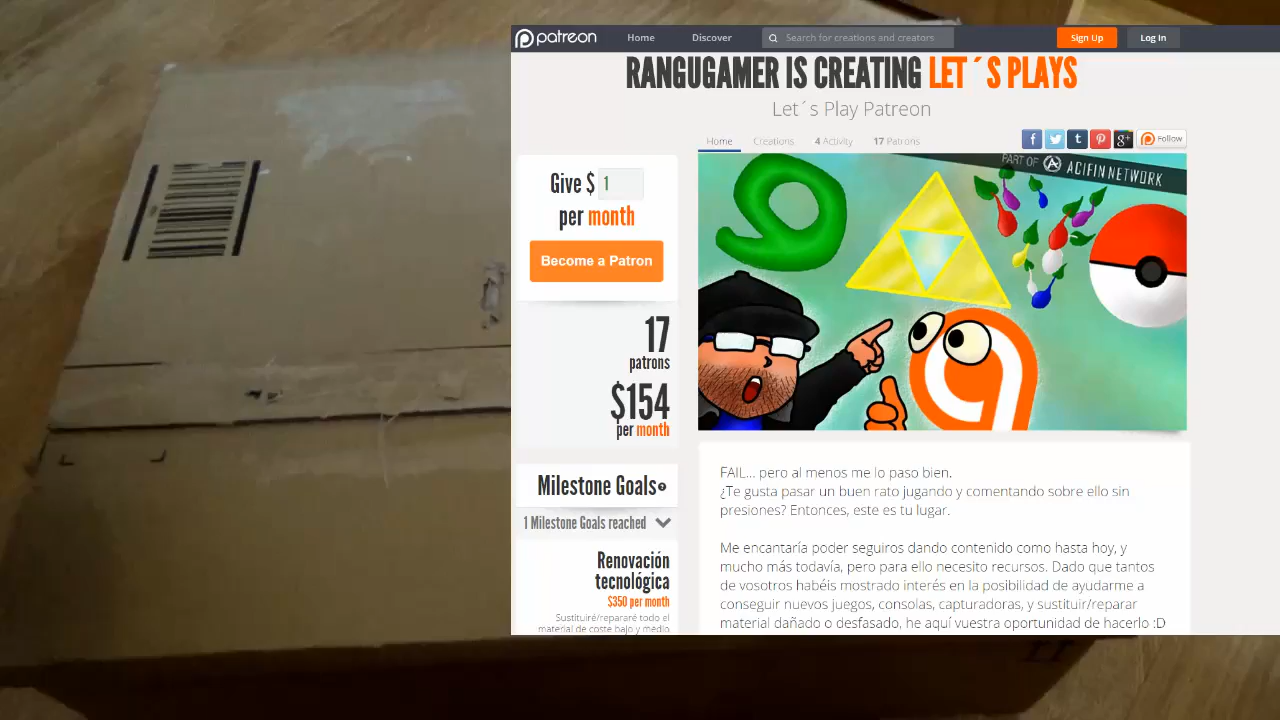 patreon
Home
Discover
Search for creations and creators
Sign Up
Log In
RANGUGAMER IS CREATING LET´S PLAYS
Let´s Play Patreon
Home
Creations
4 Activity
17 Patrons
Follow
Give $ 1
per month
Become a Patron
17
patrons
$154
per month
Milestone Goals
1 Milestone Goals reached
Renovación
tecnológica
$350 per month
Sustituiré/repararé todo el
material de coste bajo y medio
PART OF ACIFIN NETWORK
FAIL... pero al menos me lo paso bien.
¿Te gusta pasar un buen rato jugando y comentando sobre ello sin
presiones? Entonces, este es tu lugar.
Me encantaría poder seguiros dando contenido como hasta hoy, y
mucho más todavía, pero para ello necesito recursos. Dado que tantos
de vosotros habéis mostrado interés en la posibilidad de ayudarme a
conseguir nuevos juegos, consolas, capturadoras, y sustituir/reparar
material dañado o desfasado, he aquí vuestra oportunidad de hacerlo :D